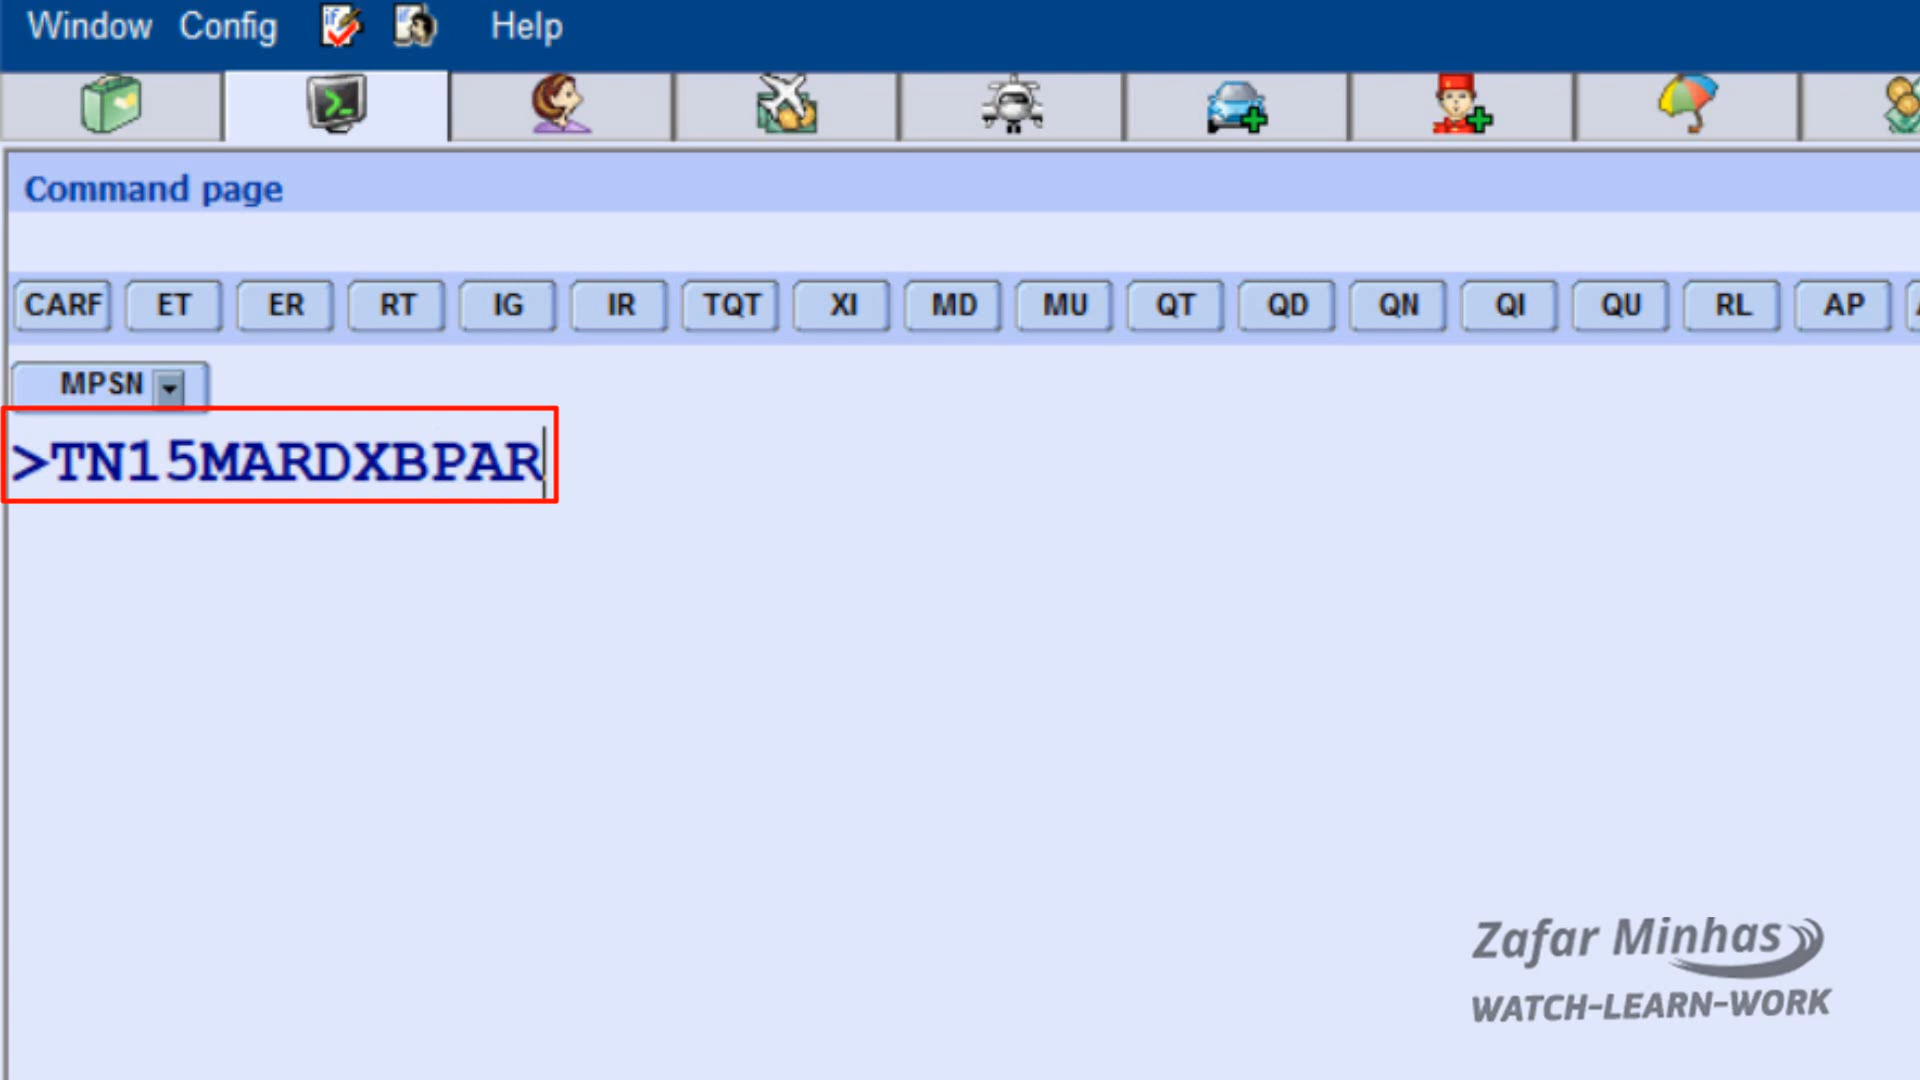 Window Config Help
Command page
CARF ET ER RT IG IR TQT XI MD MU QT QD QN QI QU RL AP
MPSN
>TN15MARDXBPAR
Zafar Minhas
WATCH-LEARN-WORK